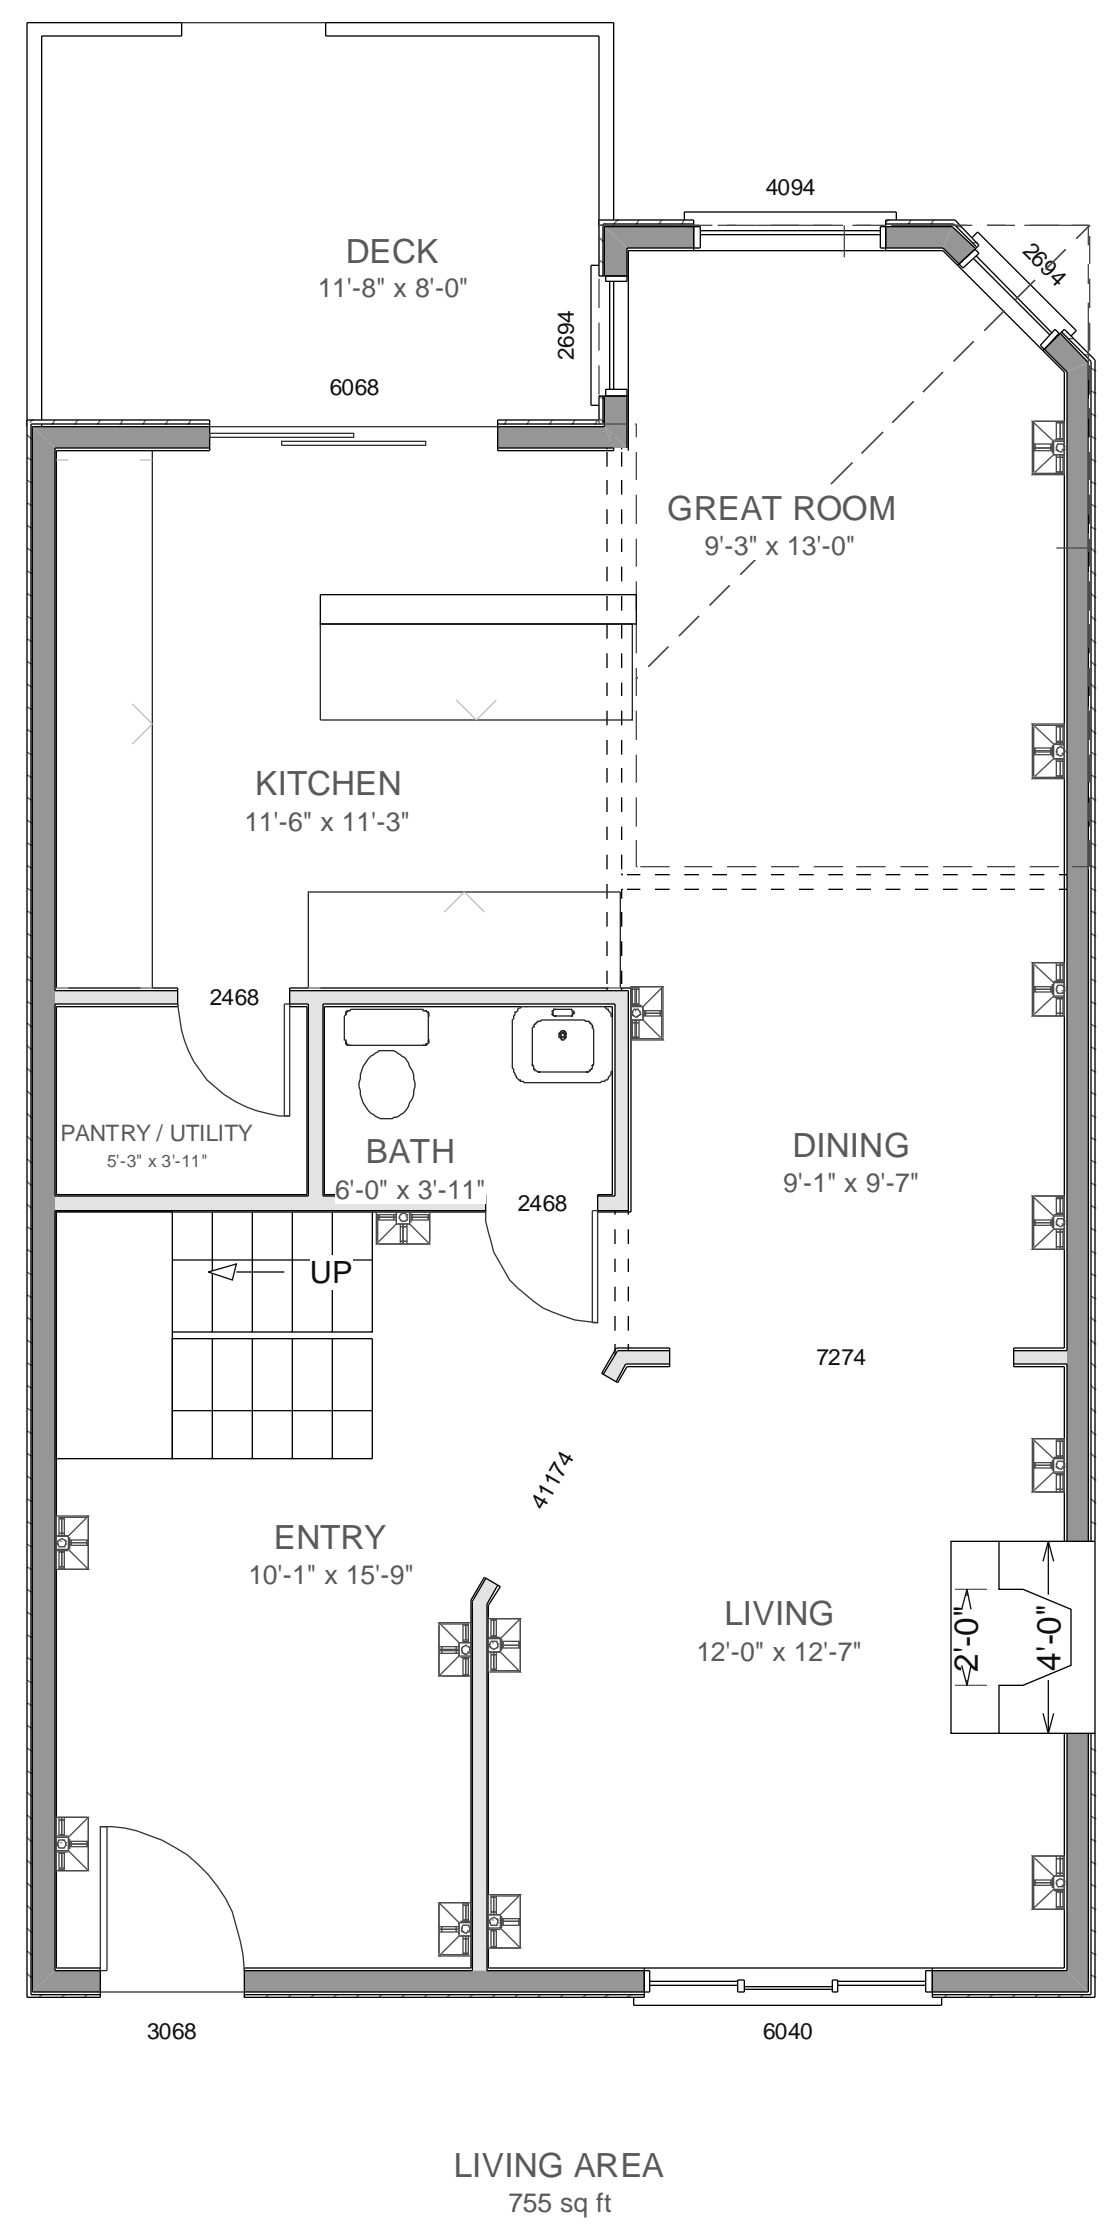 4094
2694
DECK
11'-8" x 8'-0"
2694
6068
GREAT ROOM
9'-3" x 13'-0"
KITCHEN
11'-6" x 11'-3"
2468
PANTRY / UTILITY
5'-3" x 3'-11"
BATH
6'-0" x 3'-11"
2468
DINING
9'-1" x 9'-7"
UP
7274
41174
ENTRY
10'-1" x 15'-9"
LIVING
12'-0" x 12'-7"
2'-0"
4'-0"
3068
6040
LIVING AREA
755 sq ft